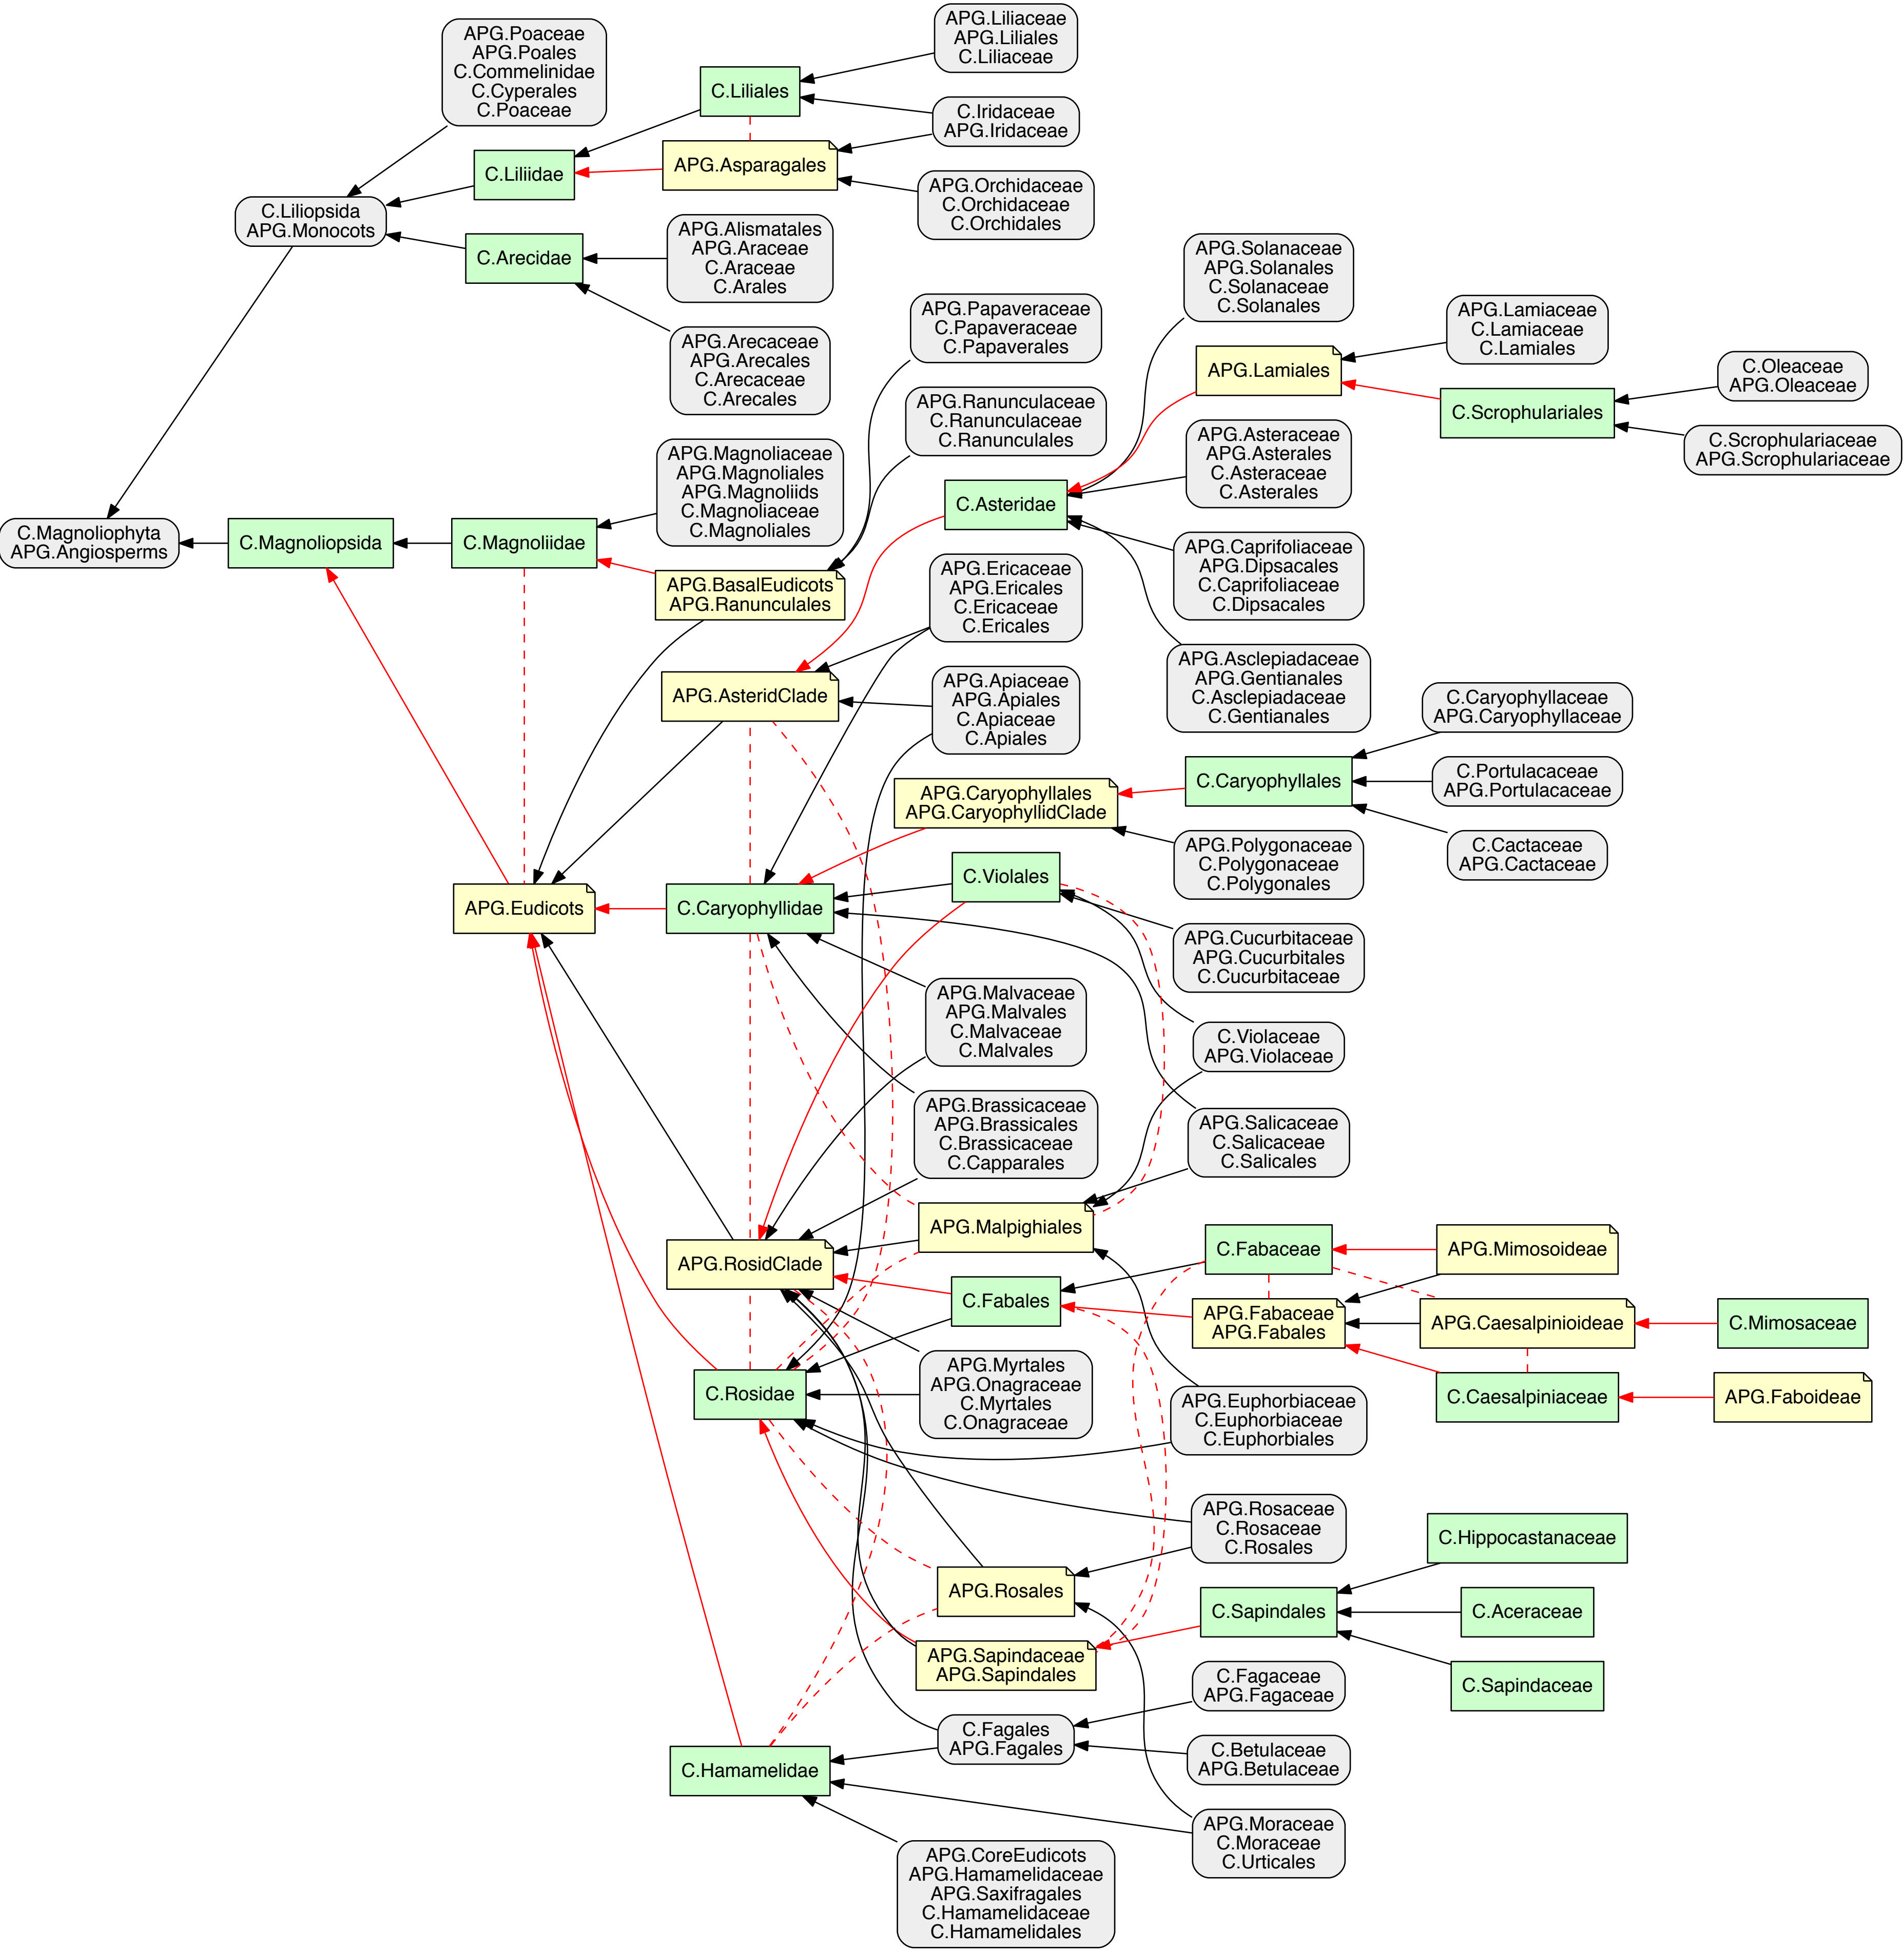 APG.Poaceae
APG.Poales
C.Commelinidae
C.Cyperales
C.Poaceae
C.Liliales
APG.Liliaceae
APG.Liliales
C.Liliaceae
C.Iridaceae
APG.Iridaceae
APG.Asparagales
C.Liliidae
APG.Orchidaceae
C.Orchidaceae
C.Orchidales
C.Liliopsida
APG.Monocots
C.Arecidae
APG.Alismatales
APG.Araceae
C.Araceae
C.Arales
APG.Arecaceae
APG.Arecales
C.Arecaceae
C.Arecales
APG.Papaveraceae
C.Papaveraceae
C.Papaverales
APG.Solanaceae
APG.Solanales
C.Solanaceae
C.Solanales
APG.Lamiaceae
C.Lamiaceae
C.Lamiales
APG.Lamiales
C.Oleaceae
APG.Oleaceae
C.Scrophulariales
C.Scrophulariaceae
APG.Scrophulariaceae
APG.Ranunculaceae
C.Ranunculaceae
C.Ranunculales
APG.Asteraceae
APG.Asterales
C.Asteraceae
C.Asterales
APG.Magnoliaceae
APG.Magnoliales
APG.Magnoliids
C.Magnoliaceae
C.Magnoliales
C.Asteridae
C.Magnoliophyta
APG.Angiosperms
C.Magnoliopsida
C.Magnoliidae
APG.BasalEudicots
APG.Ranunculales
APG.Caprifoliaceae
APG.Dipsacales
C.Caprifoliaceae
C.Dipsacales
APG.Ericaceae
APG.Ericales
C.Ericaceae
C.Ericales
APG.AsteridClade
APG.Apiaceae
APG.Apiales
C.Apiaceae
C.Apiales
APG.Asclepiadaceae
APG.Gentianales
C.Asclepiadaceae
C.Gentianales
C.Caryophyllaceae
APG.Caryophyllaceae
C.Caryophyllales
C.Portulacaceae
APG.Portulacaceae
APG.Caryophyllales
APG.CaryophyllidClade
C.Cactaceae
APG.Cactaceae
APG.Polygonaceae
C.Polygonaceae
C.Polygonales
C.Violales
APG.Eudicots
C.Caryophyllidae
APG.Cucurbitaceae
APG.Cucurbitales
C.Cucurbitaceae
APG.Malvaceae
APG.Malvales
C.Malvaceae
C.Malvales
C.Violaceae
APG.Violaceae
APG.Brassicaceae
APG.Brassicales
C.Brassicaceae
C.Capparales
APG.Salicaceae
C.Salicaceae
C.Salicales
APG.Malpighiales
APG.RosidClade
C.Fabaceae
APG.Mimosoideae
C.Fabales
APG.Fabaceae
APG.Fabales
APG.Caesalpinioideae
C.Mimosaceae
C.Rosidae
APG.Myrtales
APG.Onagraceae
C.Myrtales
C.Onagraceae
C.Caesalpiniaceae
APG.Faboideae
APG.Euphorbiaceae
C.Euphorbiaceae
C.Euphorbiales
APG.Rosaceae
C.Rosaceae
C.Rosales
C.Hippocastanaceae
APG.Rosales
C.Sapindales
C.Aceraceae
APG.Sapindaceae
APG.Sapindales
C.Sapindaceae
C.Fagaceae
APG.Fagaceae
C.Fagales
APG.Fagales
C.Betulaceae
APG.Betulaceae
C.Hamamelidae
APG.Moraceae
C.Moraceae
C.Urticales
APG.CoreEudicots
APG.Hamamelidaceae
APG.Saxifragales
C.Hamamelidaceae
C.Hamamelidales